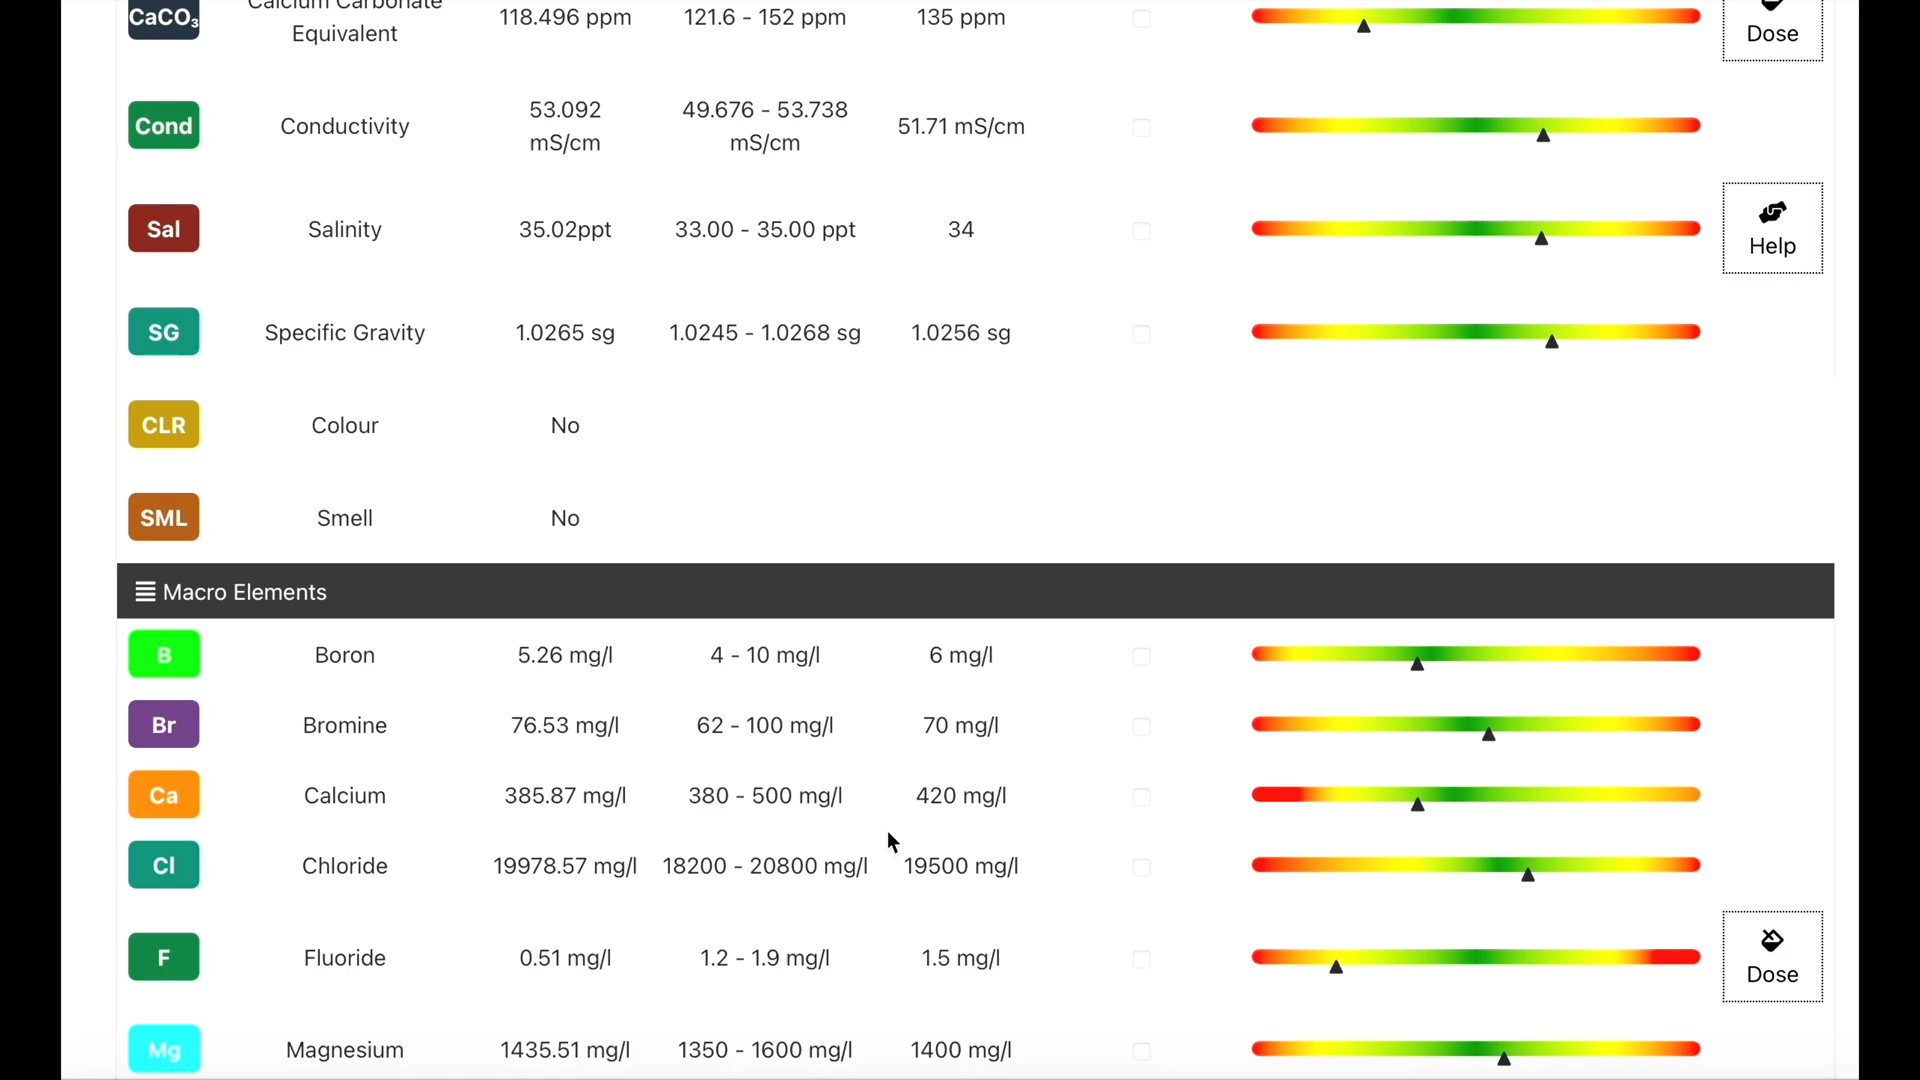 CaCO₃ Calcium Carbonate Equivalent 118.496 ppm 121.6 - 152 ppm 135 ppm Dose
Cond Conductivity 53.092 mS/cm 49.676 - 53.738 mS/cm 51.71 mS/cm
Sal Salinity 35.02ppt 33.00 - 35.00 ppt 34 Help
SG Specific Gravity 1.0265 sg 1.0245 - 1.0268 sg 1.0256 sg
CLR Colour No
SML Smell No
Macro Elements
B Boron 5.26 mg/l 4 - 10 mg/l 6 mg/l
Br Bromine 76.53 mg/l 62 - 100 mg/l 70 mg/l
Ca Calcium 385.87 mg/l 380 - 500 mg/l 420 mg/l
Cl Chloride 19978.57 mg/l 18200 - 20800 mg/l 19500 mg/l
F Fluoride 0.51 mg/l 1.2 - 1.9 mg/l 1.5 mg/l Dose
Mg Magnesium 1435.51 mg/l 1350 - 1600 mg/l 1400 mg/l